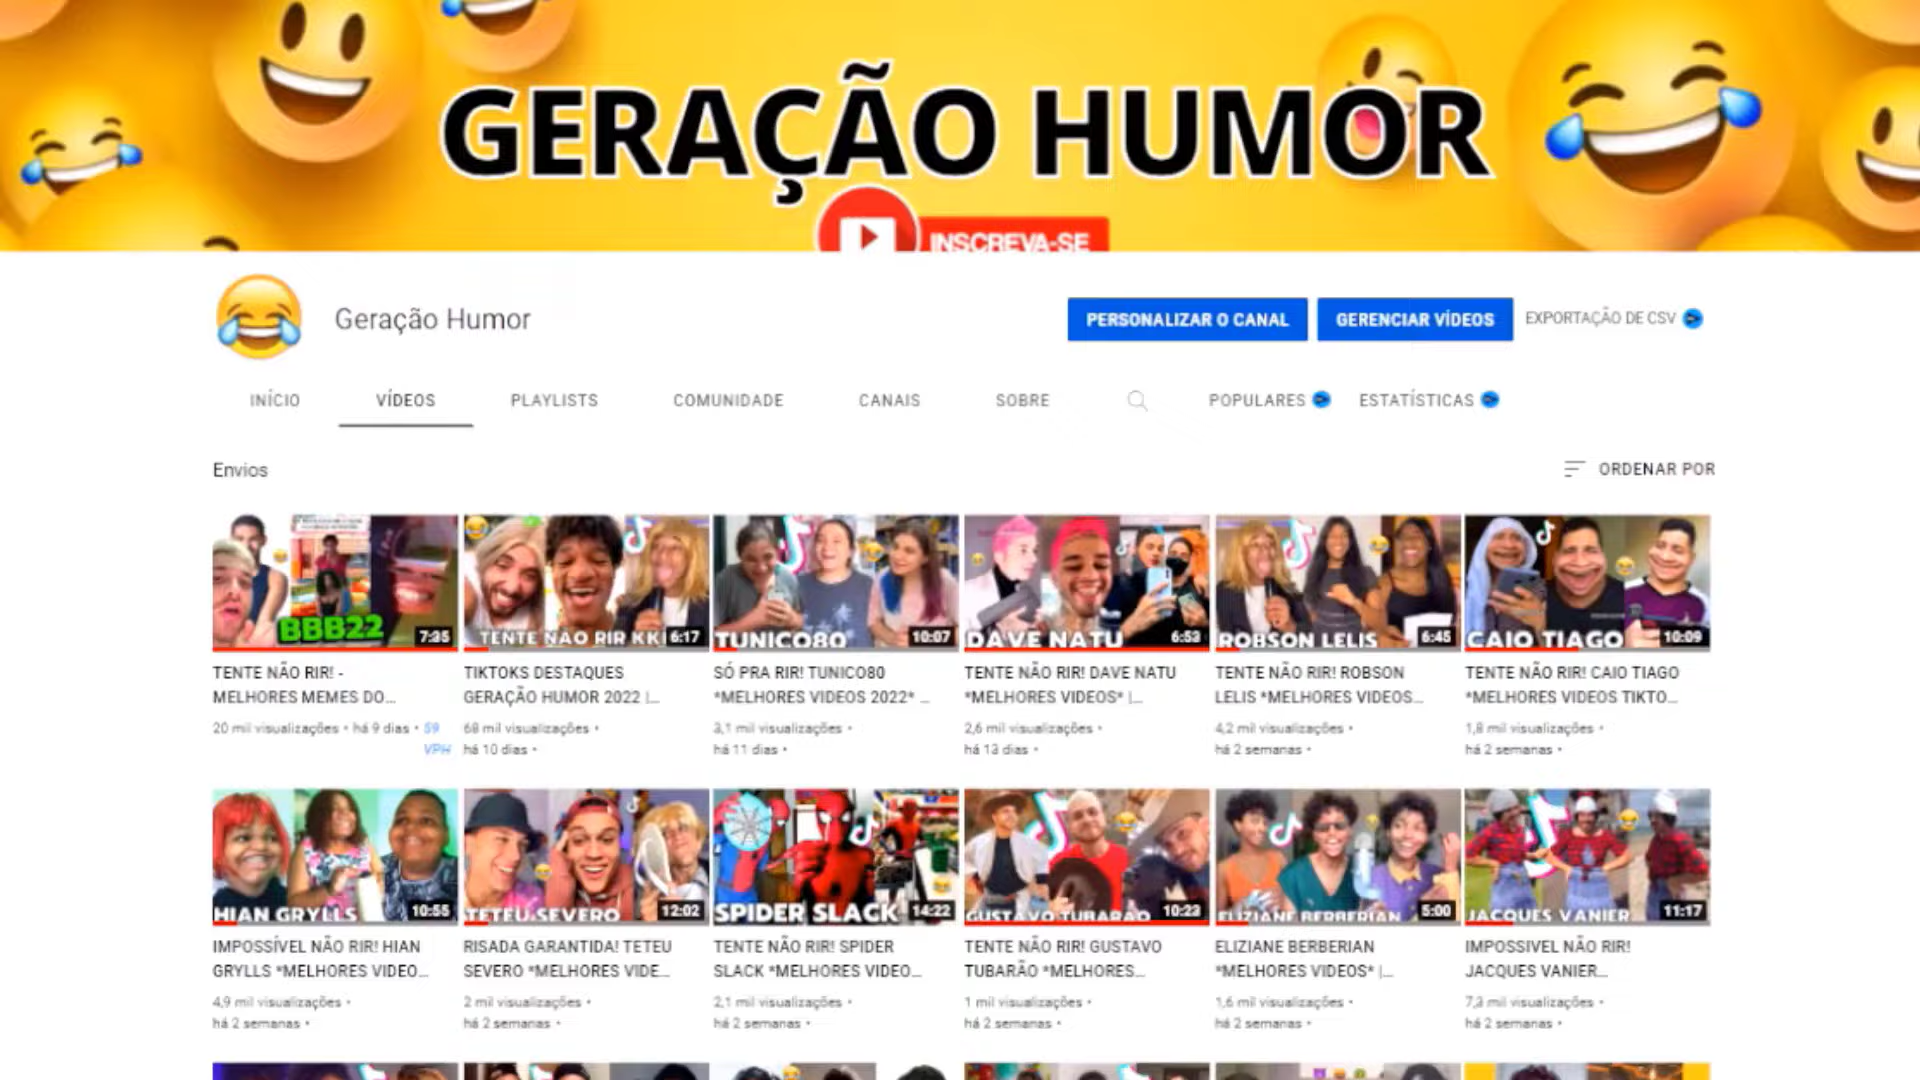 GERAÇÃO HUMOR
INSCREVA-SE
Geração Humor
PERSONALIZAR O CANAL
GERENCIAR VÍDEOS
EXPORTAÇÃO DE CSV
INÍCIO
VÍDEOS
PLAYLISTS
COMUNIDADE
CANAIS
SOBRE
POPULARES
ESTATÍSTICAS
Envios
ORDENAR POR
BBB22
7:35
TENTE NÃO RIR KK
6:17
TUNICO80
10:07
DAVE NATU
6:53
ROBSON LELIS
6:45
CAIO TIAGO
10:09
TENTE NÃO RIR! -
MELHORES MEMES DO...
20 mil visualizações • há 9 dias • 59
VPH
TIKTOKS DESTAQUES
GERAÇÃO HUMOR 2022 |...
68 mil visualizações •
há 10 dias •
SÓ PRA RIR! TUNICO80
*MELHORES VIDEOS 2022* ...
3,1 mil visualizações •
há 11 dias •
TENTE NÃO RIR! DAVE NATU
*MELHORES VIDEOS* |...
2,6 mil visualizações •
há 13 dias •
TENTE NÃO RIR! ROBSON
LELIS *MELHORES VIDEOS...
4,2 mil visualizações •
há 2 semanas •
TENTE NÃO RIR! CAIO TIAGO
*MELHORES VIDEOS TIKTO...
1,8 mil visualizações •
há 2 semanas •
HIAN GRYLLS
10:55
TETEU SEVERO
12:02
SPIDER SLACK
14:22
GUSTAVO TUBARÃO
10:23
ELIZIANE BERBERIAN
5:00
JACQUES VANIER
11:17
IMPOSSÍVEL NÃO RIR! HIAN
GRYLLS *MELHORES VIDEO...
4,9 mil visualizações •
há 2 semanas •
RISADA GARANTIDA! TETEU
SEVERO *MELHORES VIDE...
2 mil visualizações •
há 2 semanas •
TENTE NÃO RIR! SPIDER
SLACK *MELHORES VIDEO...
2,1 mil visualizações •
há 2 semanas •
TENTE NÃO RIR! GUSTAVO
TUBARÃO *MELHORES...
1 mil visualizações •
há 2 semanas •
ELIZIANE BERBERIAN
*MELHORES VIDEOS* |...
1,6 mil visualizações •
há 2 semanas •
IMPOSSIVEL NÃO RIR!
JACQUES VANIER...
7,3 mil visualizações •
há 2 semanas •